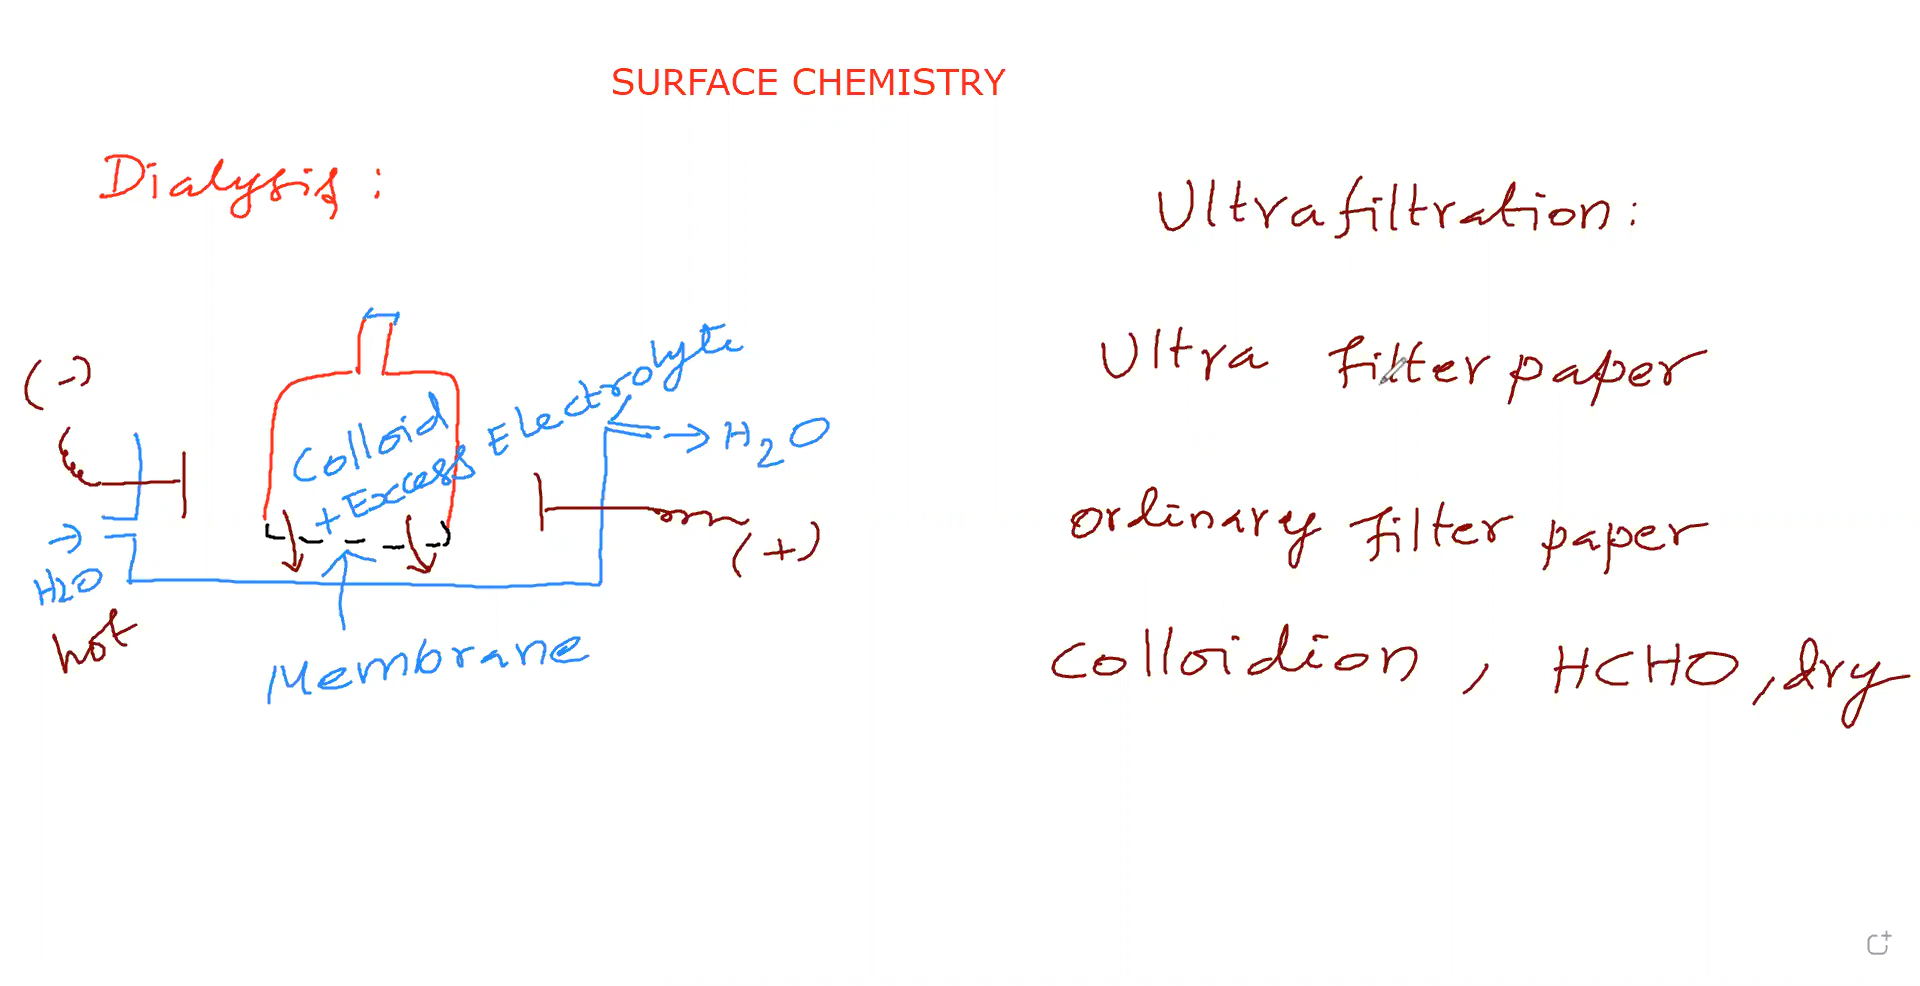 SURFACE CHEMISTRY
Dialysis:
(-)
Colloid
+ Excess Electrolyte
→ H2O
(+)
→
H2O
hot
Membrane
Ultrafiltration:
Ultra filter paper
ordinary filter paper
Colloidion, HCHO, dry